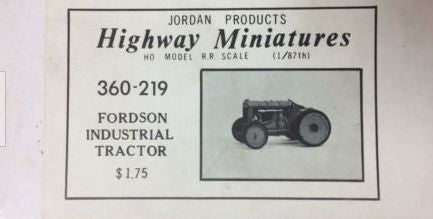 JORDAN PRODUCTS
Highway Miniatures
HO MODEL R.R. SCALE (1/87th)
360-219
FORDSON
INDUSTRIAL
TRACTOR
$1.75